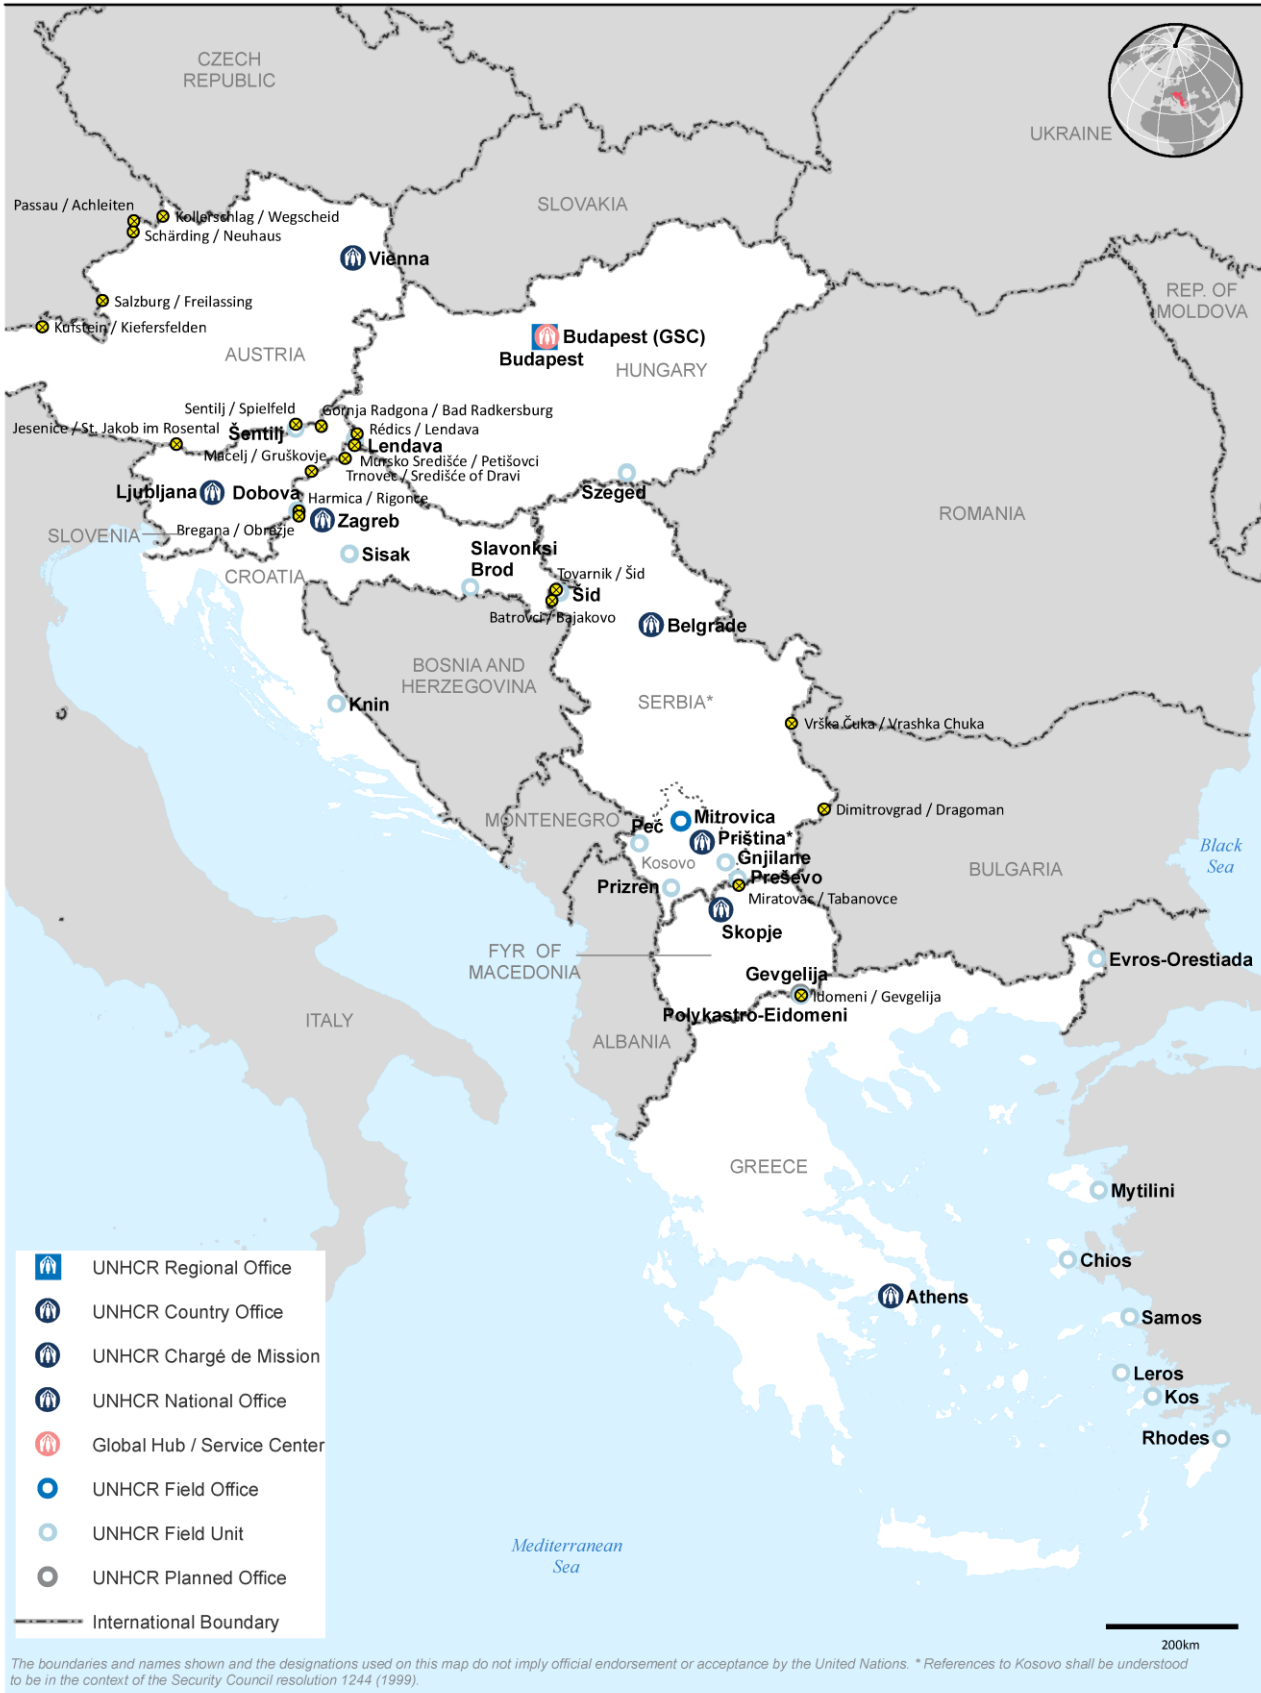 CZECH
REPUBLIC
UKRAINE
SLOVAKIA
Passau / Achleiten
Kollerschlag / Wegscheid
Schärding / Neuhaus
Vienna
REP. OF
MOLDOVA
Salzburg / Freilassing
Kufstein / Kiefersfelden
Budapest (GSC)
Budapest
AUSTRIA
HUNGARY
Sentilj / Spielfeld
Gornja Radgona / Bad Radkersburg
Jesenice / St. Jakob im Rosental
Šentilj
Rédics / Lendava
Lendava
Macelj / Gruškovje
Mursko Središće / Petišovci
Trnovec / Središče of Dravi
Ljubljana
Dobova
Harmica / Rigonce
Szeged
ROMANIA
Zagreb
SLOVENIA
Bregana / Obrežje
Sisak
Slavonksi
Brod
CROATIA
Tovarnik / Šid
Šid
Batrovci / Bajakovo
Belgrade
BOSNIA AND
HERZEGOVINA
SERBIA*
Knin
Vrška Čuka / Vrashka Chuka
Dimitrovgrad / Dragoman
MONTENEGRO
Mitrovica
Peč
Priština*
Kosovo
Gnjilane
Black
Sea
BULGARIA
Prizren
Preševo
Miratovac / Tabanovce
Skopje
FYR OF
MACEDONIA
Evros-Orestiada
Gevgelija
Idomeni / Gevgelija
Polykastro-Eidomeni
ITALY
ALBANIA
GREECE
Mytilini
Chios
Athens
Samos
Leros
Kos
Rhodes
UNHCR Regional Office
UNHCR Country Office
UNHCR Chargé de Mission
UNHCR National Office
Global Hub / Service Center
UNHCR Field Office
UNHCR Field Unit
UNHCR Planned Office
International Boundary
Mediterranean
Sea
200km
The boundaries and names shown and the designations used on this map do not imply official endorsement or acceptance by the United Nations. * References to Kosovo shall be understood
to be in the context of the Security Council resolution 1244 (1999).